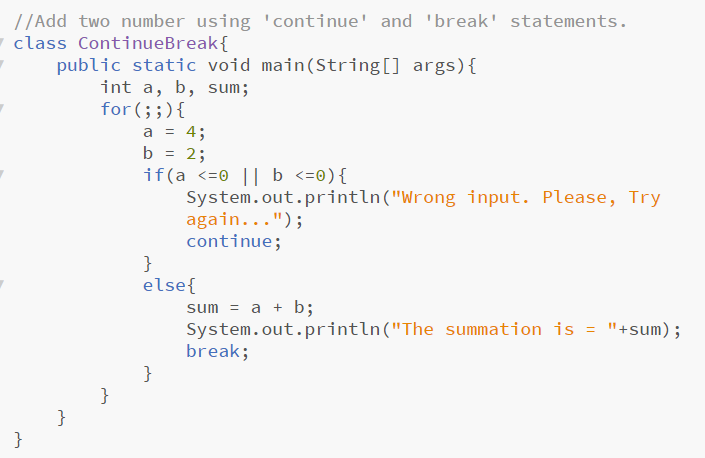 //Add two number using 'continue' and 'break' statements.
class ContinueBreak{
    public static void main(String[] args){
        int a, b, sum;
        for(;;){
            a = 4;
            b = 2;
            if(a <=0 || b <=0){
                System.out.println("Wrong input. Please, Try
                again...");
                continue;
            }
            else{
                sum = a + b;
                System.out.println("The summation is = "+sum);
                break;
            }
        }
    }
}